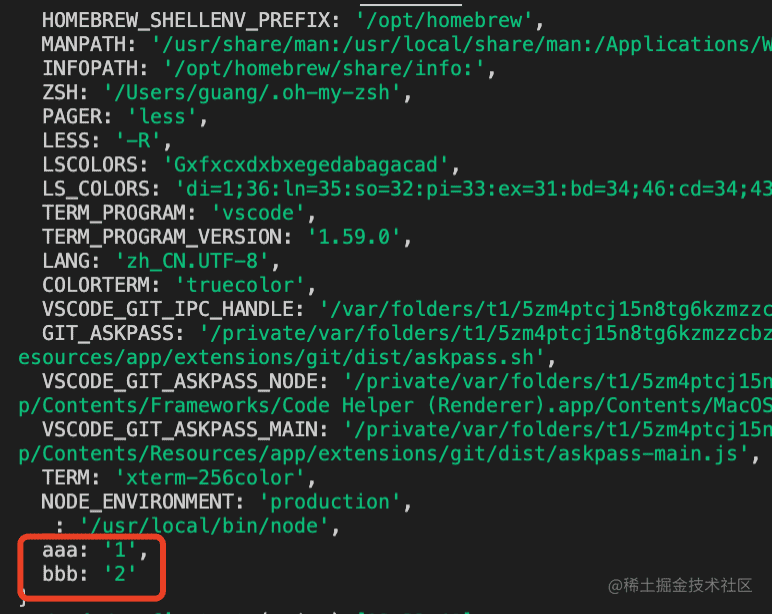 HOMEBREW_SHELLENV_PREFIX: '/opt/homebrew',
MANPATH: '/usr/share/man:/usr/local/share/man:/Applications/W
INFOPATH: '/opt/homebrew/share/info:',
ZSH: '/Users/guang/.oh-my-zsh',
PAGER: 'less',
LESS: '-R',
LSCOLORS: 'Gxfxcxdxbxegedabagacad',
LS_COLORS: 'di=1;36:ln=35:so=32:pi=33:ex=31:bd=34;46:cd=34;43
TERM_PROGRAM: 'vscode',
TERM_PROGRAM_VERSION: '1.59.0',
LANG: 'zh_CN.UTF-8',
COLORTERM: 'truecolor',
VSCODE_GIT_IPC_HANDLE: '/var/folders/t1/5zm4ptcj15n8tg6kzmzzc
GIT_ASKPASS: '/private/var/folders/t1/5zm4ptcj15n8tg6kzmzzcbz
esources/app/extensions/git/dist/askpass.sh',
VSCODE_GIT_ASKPASS_NODE: '/private/var/folders/t1/5zm4ptcj15n
p/Contents/Frameworks/Code Helper (Renderer).app/Contents/MacOS
VSCODE_GIT_ASKPASS_MAIN: '/private/var/folders/t1/5zm4ptcj15n
p/Contents/Resources/app/extensions/git/dist/askpass-main.js',
TERM: 'xterm-256color',
NODE_ENVIRONMENT: 'production',
_: '/usr/local/bin/node',
aaa: '1',
bbb: '2'
}
@稀土掘金技术社区